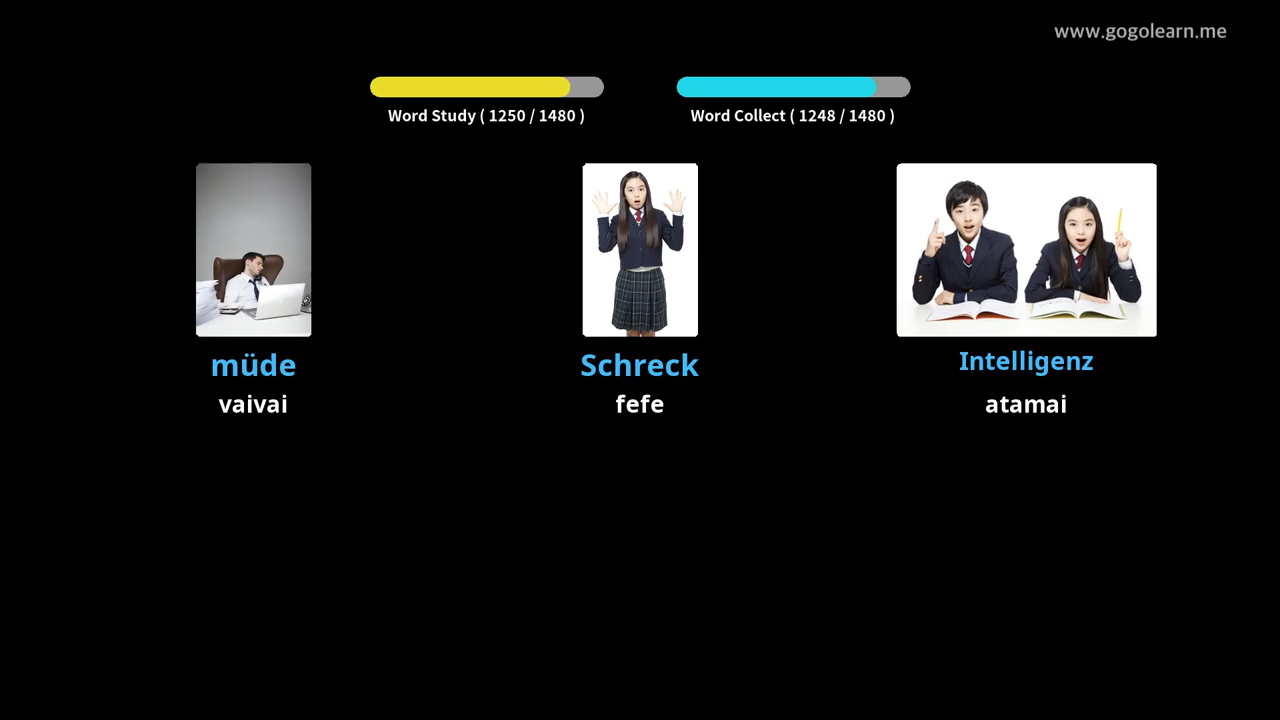 www.gogolearn.me
Word Study ( 1250 / 1480 )
Word Collect ( 1248 / 1480 )
müde
Schreck
Intelligenz
vaivai
fefe
atamai